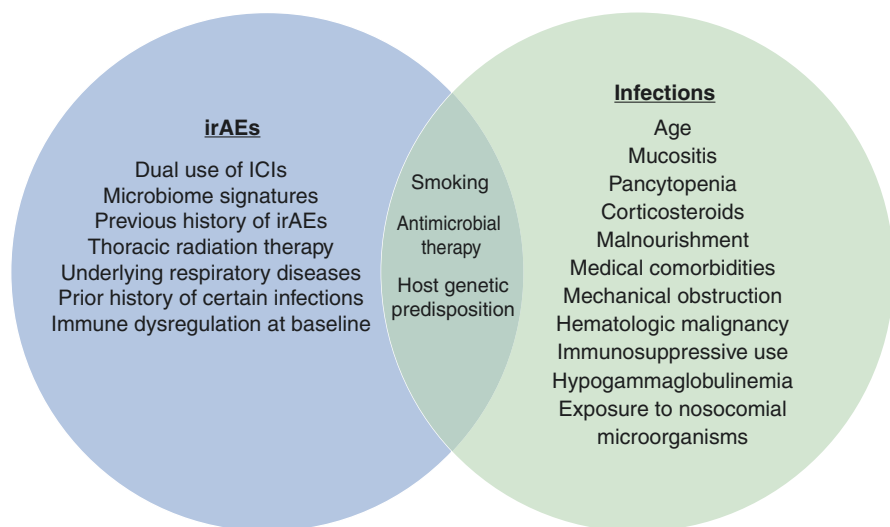 irAEs
Dual use of ICIs
Microbiome signatures
Previous history of irAEs
Thoracic radiation therapy
Underlying respiratory diseases
Prior history of certain infections
Immune dysregulation at baseline
Smoking
Antimicrobial
therapy
Host genetic
predisposition
Infections
Age
Mucositis
Pancytopenia
Corticosteroids
Malnourishment
Medical comorbidities
Mechanical obstruction
Hematologic malignancy
Immunosuppressive use
Hypogammaglobulinemia
Exposure to nosocomial
microorganisms